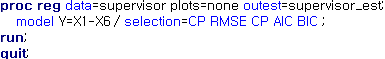 proc reg data=supervisor plots=none outest=supervisor_est;
model Y=X1-X6 / selection=CP RMSE CP AIC BIC ;
run;
quit;